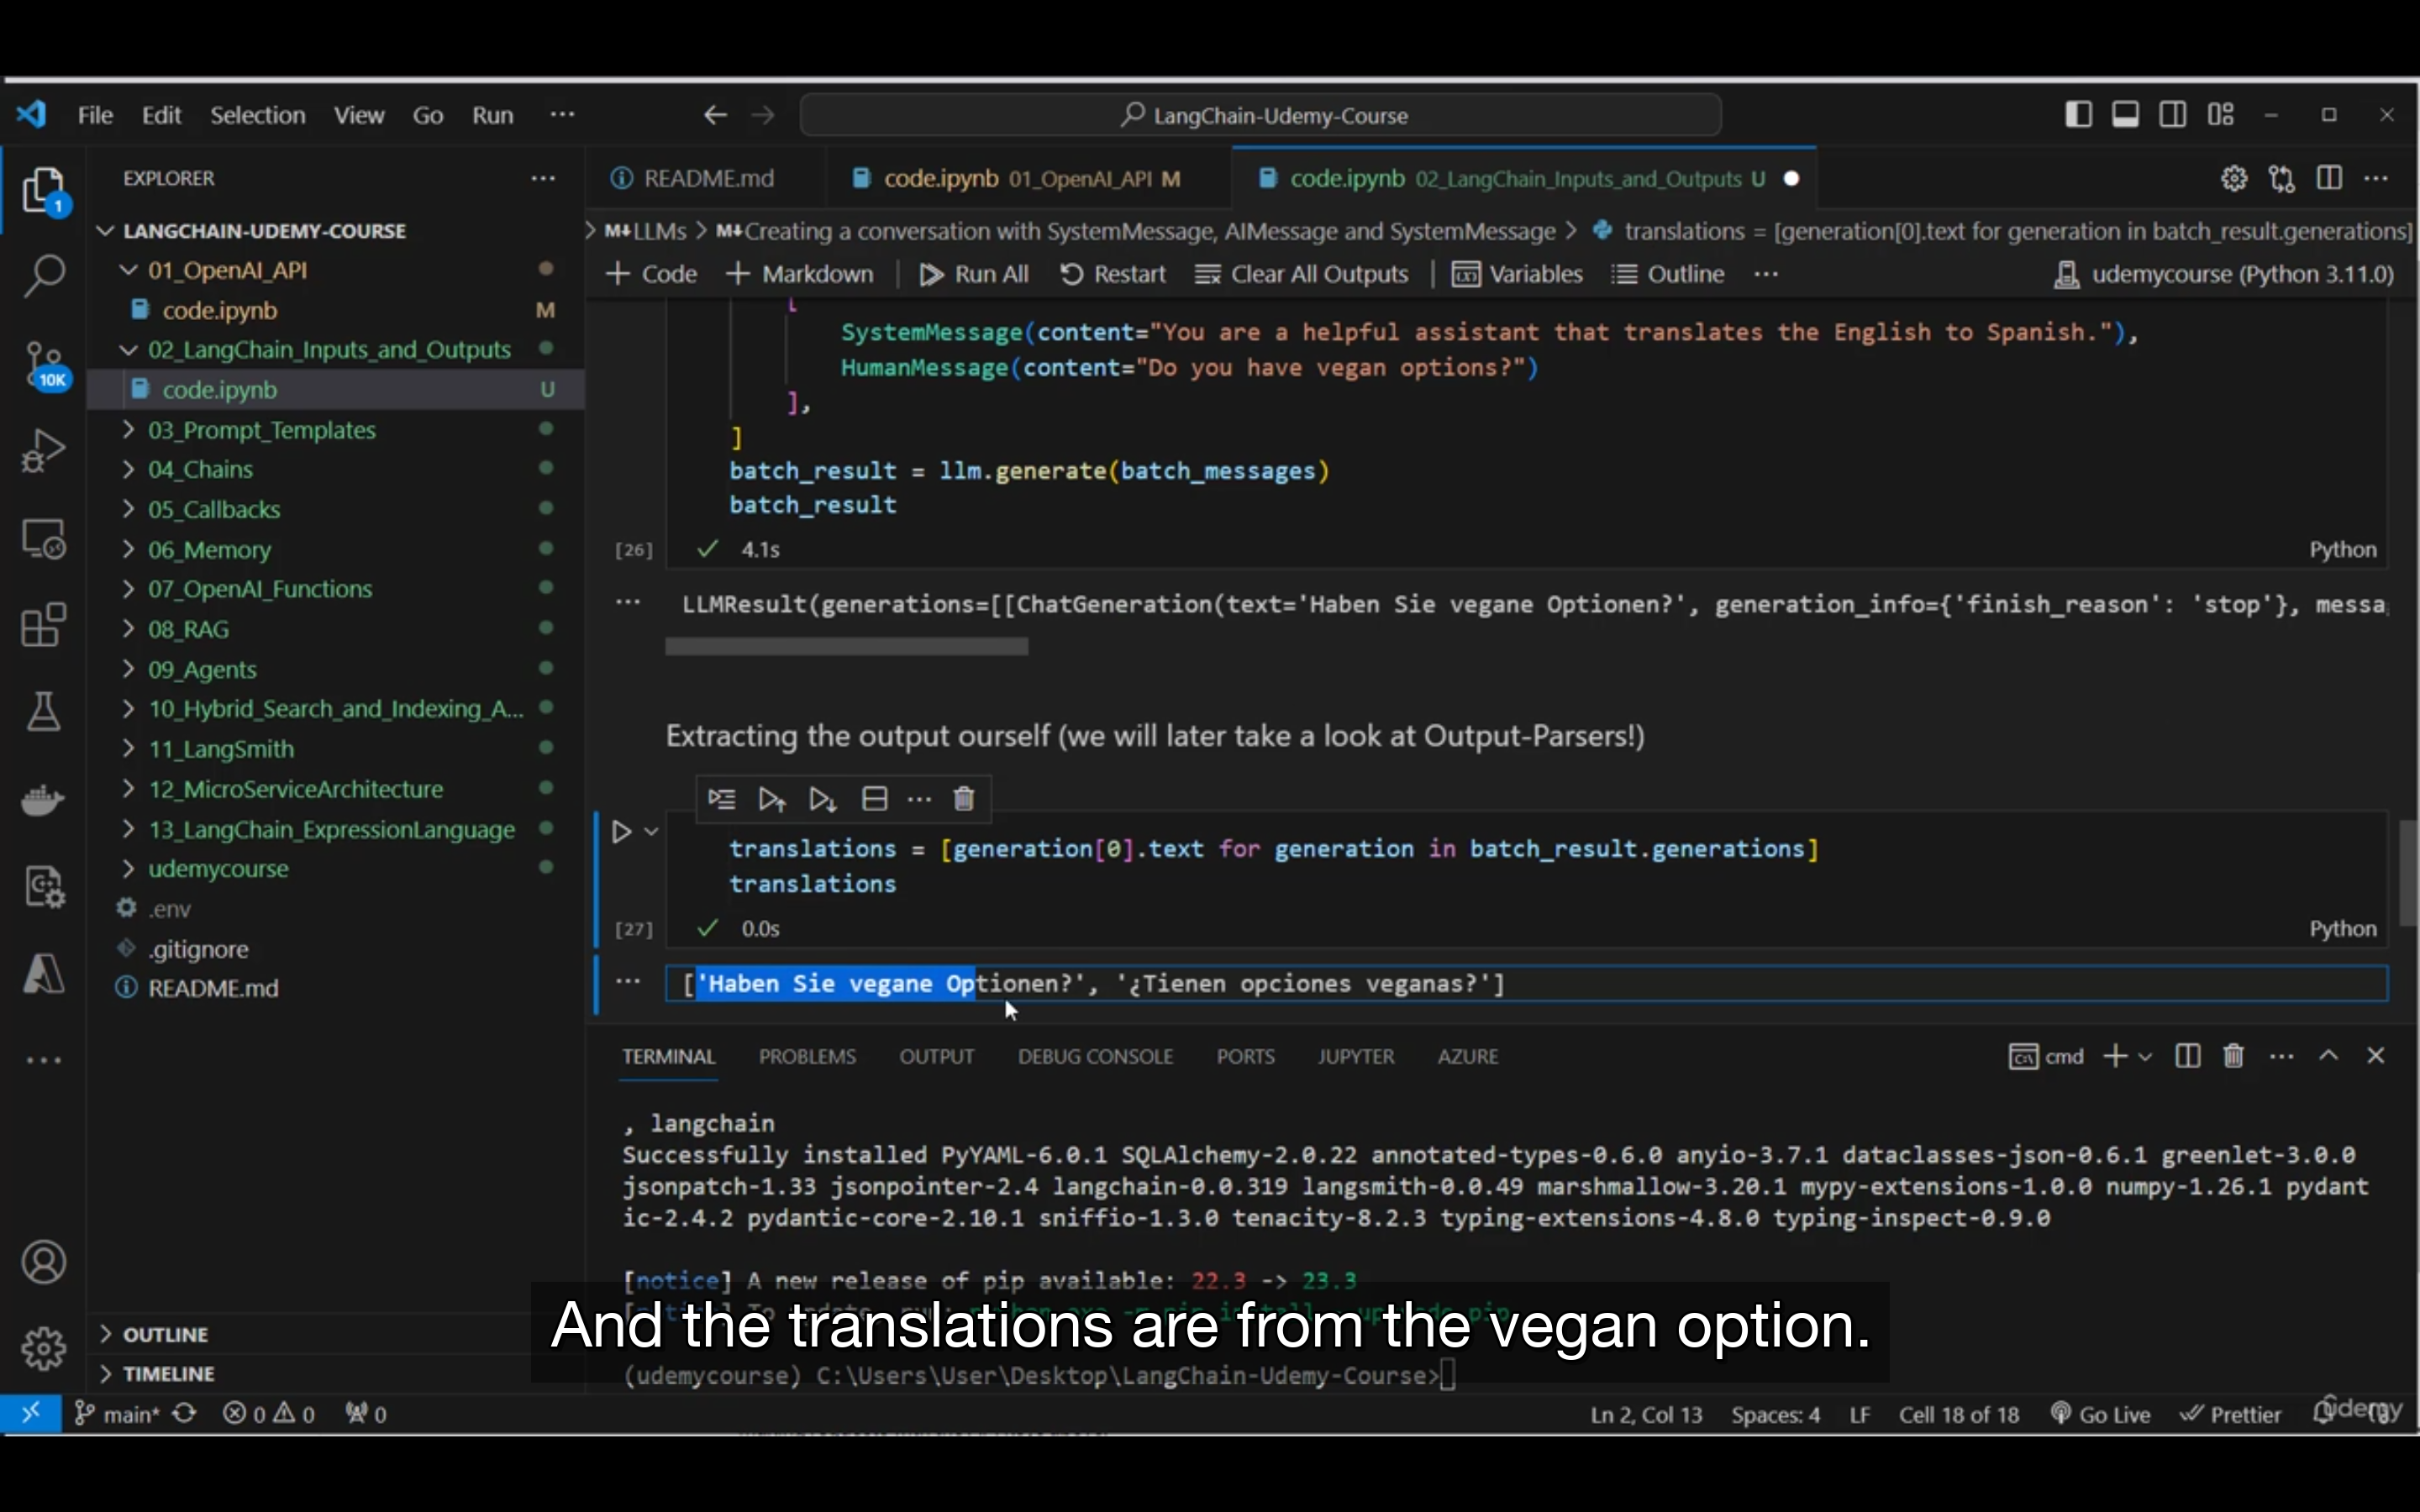 File Edit Selection View Go Run ... LangChain-Udemy-Course
EXPLORER ...
LANGCHAIN-UDEMY-COURSE
01_OpenAI_API
code.ipynb M
02_LangChain_Inputs_and_Outputs
code.ipynb U
03_Prompt_Templates
04_Chains
05_Callbacks
06_Memory
07_OpenAI_Functions
08_RAG
09_Agents
10_Hybrid_Search_and_Indexing_A...
11_LangSmith
12_MicroServiceArchitecture
13_LangChain_ExpressionLanguage
udemycourse
.env
.gitignore
README.md
OUTLINE
TIMELINE
1
10K
README.md code.ipynb 01_OpenAI_API M code.ipynb 02_LangChain_Inputs_and_Outputs U
M↓LLMs > M↓Creating a conversation with SystemMessage, AIMessage and SystemMessage > translations = [generation[0].text for generation in batch_result.generations]
+ Code + Markdown Run All Restart Clear All Outputs Variables Outline ... udemycourse (Python 3.11.0)
[
SystemMessage(content="You are a helpful assistant that translates the English to Spanish."),
HumanMessage(content="Do you have vegan options?")
],
]
batch_result = llm.generate(batch_messages)
batch_result
[26] 4.1s Python
... LLMResult(generations=[[ChatGeneration(text='Haben Sie vegane Optionen?', generation_info={'finish_reason': 'stop'}, messa
Extracting the output ourself (we will later take a look at Output-Parsers!)
translations = [generation[0].text for generation in batch_result.generations]
translations
[27] 0.0s Python
... ['Haben Sie vegane Optionen?', '¿Tienen opciones veganas?']
TERMINAL PROBLEMS OUTPUT DEBUG CONSOLE PORTS JUPYTER AZURE cmd
, langchain
Successfully installed PyYAML-6.0.1 SQLAlchemy-2.0.22 annotated-types-0.6.0 anyio-3.7.1 dataclasses-json-0.6.1 greenlet-3.0.0
jsonpatch-1.33 jsonpointer-2.4 langchain-0.0.319 langsmith-0.0.49 marshmallow-3.20.1 mypy-extensions-1.0.0 numpy-1.26.1 pydant
ic-2.4.2 pydantic-core-2.10.1 sniffio-1.3.0 tenacity-8.2.3 typing-extensions-4.8.0 typing-inspect-0.9.0
[notice] A new release of pip available: 22.3 -> 23.3
And the translations are from the vegan option.
(udemycourse) C:\Users\User\Desktop\LangChain-Udemy-Course>
main* 0 0 0 Ln 2, Col 13 Spaces: 4 LF Cell 18 of 18 Go Live Prettier udemy